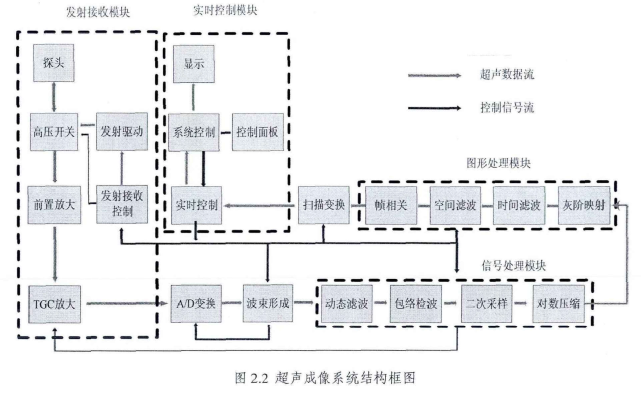 发射接收模块
实时控制模块
探头
显示
超声数据流
控制信号流
高压开关
发射驱动
系统控制
控制面板
图形处理模块
前置放大
发射接收
控制
实时控制
扫描变换
帧相关
空间滤波
时间滤波
灰阶映射
信号处理模块
TGC放大
A/D变换
波束形成
动态滤波
包络检波
二次采样
对数压缩
图 2.2 超声成像系统结构框图